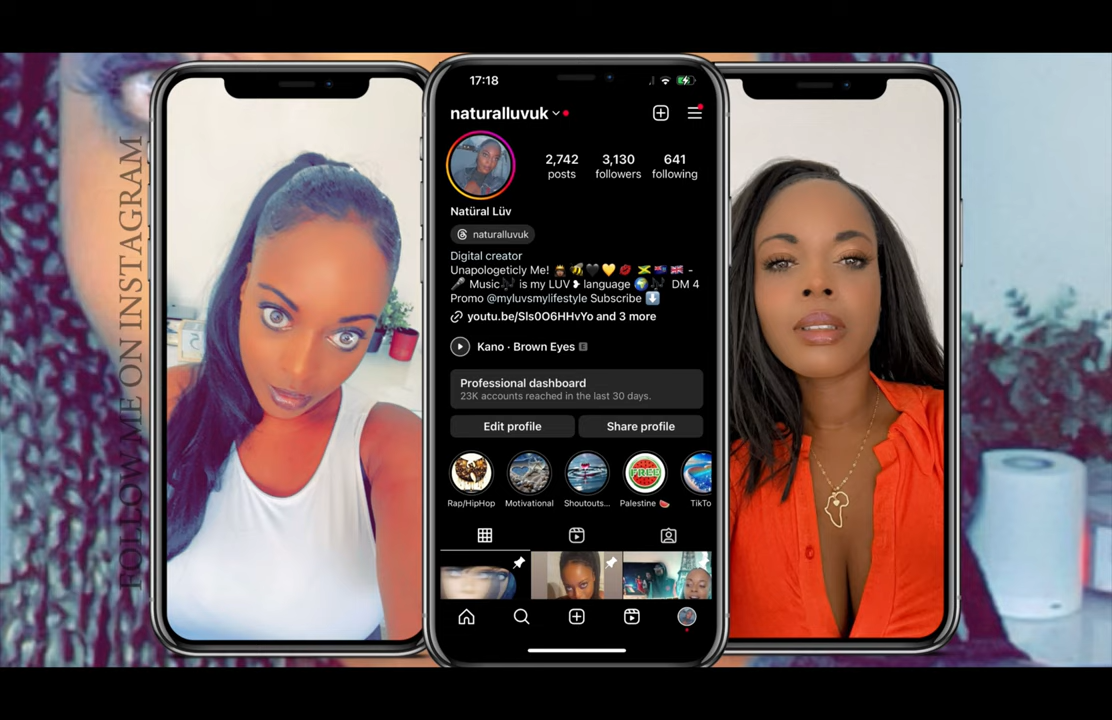 FOLLOW ME ON INSTAGRAM
17:18
naturalluvuk
2,742 3,130 641
posts followers following
Natüral Lüv
naturalluvuk
Digital creator
Unapologeticly Me! 🐝🖤💛💋🇯🇲🇬🇧 -
🎤 Music🎶 is my LUV❥ language 🌍🎶 DM 4
Promo @myluvsmylifestyle Subscribe ⬇️
youtu.be/SIs0O6HHvYo and 3 more
Kano · Brown Eyes E
Professional dashboard
23K accounts reached in the last 30 days.
Edit profile Share profile
FREE
Rap/HipHop Motivational Shoutouts... Palestine 🍉 TikTo